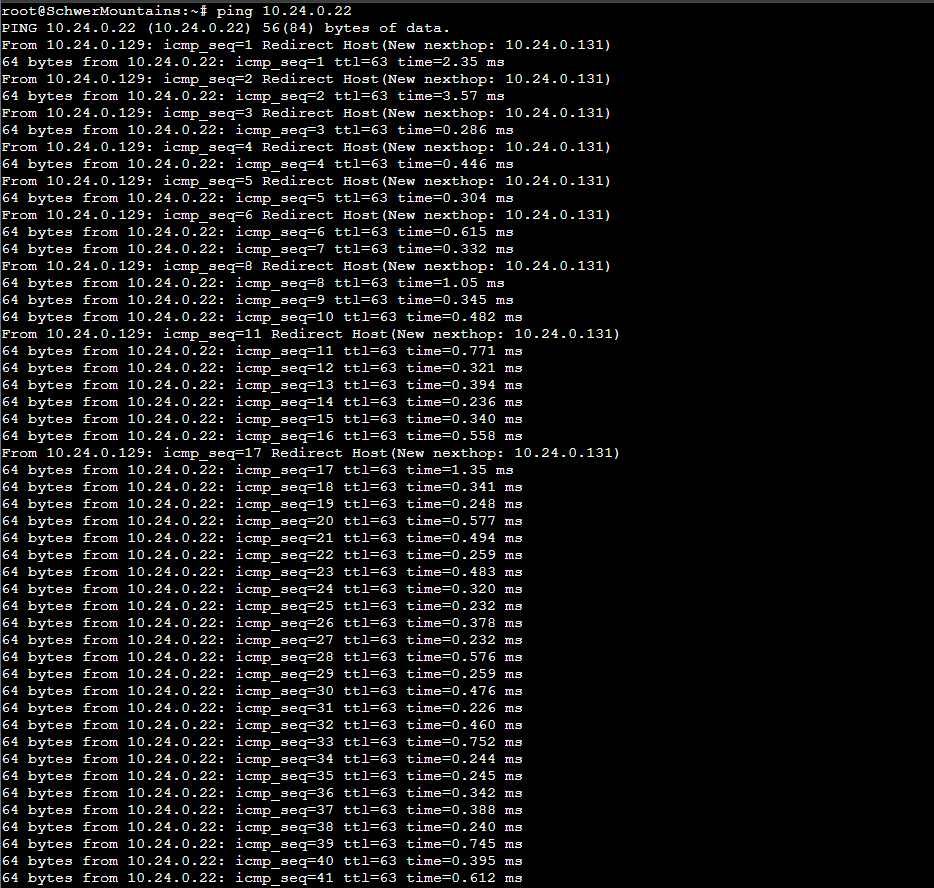 root@SchwerMountains:~# ping 10.24.0.22
PING 10.24.0.22 (10.24.0.22) 56(84) bytes of data.
From 10.24.0.129: icmp_seq=1 Redirect Host(New nexthop: 10.24.0.131)
64 bytes from 10.24.0.22: icmp_seq=1 ttl=63 time=2.35 ms
From 10.24.0.129: icmp_seq=2 Redirect Host(New nexthop: 10.24.0.131)
64 bytes from 10.24.0.22: icmp_seq=2 ttl=63 time=3.57 ms
From 10.24.0.129: icmp_seq=3 Redirect Host(New nexthop: 10.24.0.131)
64 bytes from 10.24.0.22: icmp_seq=3 ttl=63 time=0.286 ms
From 10.24.0.129: icmp_seq=4 Redirect Host(New nexthop: 10.24.0.131)
64 bytes from 10.24.0.22: icmp_seq=4 ttl=63 time=0.446 ms
From 10.24.0.129: icmp_seq=5 Redirect Host(New nexthop: 10.24.0.131)
64 bytes from 10.24.0.22: icmp_seq=5 ttl=63 time=0.304 ms
From 10.24.0.129: icmp_seq=6 Redirect Host(New nexthop: 10.24.0.131)
64 bytes from 10.24.0.22: icmp_seq=6 ttl=63 time=0.615 ms
64 bytes from 10.24.0.22: icmp_seq=7 ttl=63 time=0.332 ms
From 10.24.0.129: icmp_seq=8 Redirect Host(New nexthop: 10.24.0.131)
64 bytes from 10.24.0.22: icmp_seq=8 ttl=63 time=1.05 ms
64 bytes from 10.24.0.22: icmp_seq=9 ttl=63 time=0.345 ms
64 bytes from 10.24.0.22: icmp_seq=10 ttl=63 time=0.482 ms
From 10.24.0.129: icmp_seq=11 Redirect Host(New nexthop: 10.24.0.131)
64 bytes from 10.24.0.22: icmp_seq=11 ttl=63 time=0.771 ms
64 bytes from 10.24.0.22: icmp_seq=12 ttl=63 time=0.321 ms
64 bytes from 10.24.0.22: icmp_seq=13 ttl=63 time=0.394 ms
64 bytes from 10.24.0.22: icmp_seq=14 ttl=63 time=0.236 ms
64 bytes from 10.24.0.22: icmp_seq=15 ttl=63 time=0.340 ms
64 bytes from 10.24.0.22: icmp_seq=16 ttl=63 time=0.558 ms
From 10.24.0.129: icmp_seq=17 Redirect Host(New nexthop: 10.24.0.131)
64 bytes from 10.24.0.22: icmp_seq=17 ttl=63 time=1.35 ms
64 bytes from 10.24.0.22: icmp_seq=18 ttl=63 time=0.341 ms
64 bytes from 10.24.0.22: icmp_seq=19 ttl=63 time=0.248 ms
64 bytes from 10.24.0.22: icmp_seq=20 ttl=63 time=0.577 ms
64 bytes from 10.24.0.22: icmp_seq=21 ttl=63 time=0.494 ms
64 bytes from 10.24.0.22: icmp_seq=22 ttl=63 time=0.259 ms
64 bytes from 10.24.0.22: icmp_seq=23 ttl=63 time=0.483 ms
64 bytes from 10.24.0.22: icmp_seq=24 ttl=63 time=0.320 ms
64 bytes from 10.24.0.22: icmp_seq=25 ttl=63 time=0.232 ms
64 bytes from 10.24.0.22: icmp_seq=26 ttl=63 time=0.378 ms
64 bytes from 10.24.0.22: icmp_seq=27 ttl=63 time=0.232 ms
64 bytes from 10.24.0.22: icmp_seq=28 ttl=63 time=0.576 ms
64 bytes from 10.24.0.22: icmp_seq=29 ttl=63 time=0.259 ms
64 bytes from 10.24.0.22: icmp_seq=30 ttl=63 time=0.476 ms
64 bytes from 10.24.0.22: icmp_seq=31 ttl=63 time=0.226 ms
64 bytes from 10.24.0.22: icmp_seq=32 ttl=63 time=0.460 ms
64 bytes from 10.24.0.22: icmp_seq=33 ttl=63 time=0.752 ms
64 bytes from 10.24.0.22: icmp_seq=34 ttl=63 time=0.244 ms
64 bytes from 10.24.0.22: icmp_seq=35 ttl=63 time=0.245 ms
64 bytes from 10.24.0.22: icmp_seq=36 ttl=63 time=0.342 ms
64 bytes from 10.24.0.22: icmp_seq=37 ttl=63 time=0.388 ms
64 bytes from 10.24.0.22: icmp_seq=38 ttl=63 time=0.240 ms
64 bytes from 10.24.0.22: icmp_seq=39 ttl=63 time=0.745 ms
64 bytes from 10.24.0.22: icmp_seq=40 ttl=63 time=0.395 ms
64 bytes from 10.24.0.22: icmp_seq=41 ttl=63 time=0.612 ms